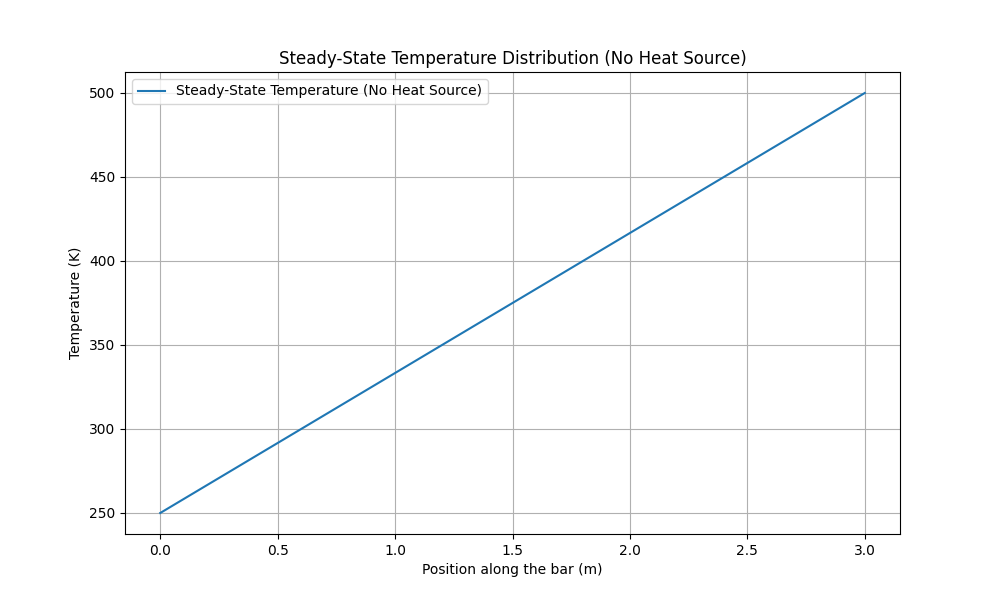 Steady-State Temperature Distribution (No Heat Source)
Steady-State Temperature (No Heat Source)
500
450
400
350
300
250
Temperature (K)
0.0 0.5 1.0 1.5 2.0 2.5 3.0
Position along the bar (m)